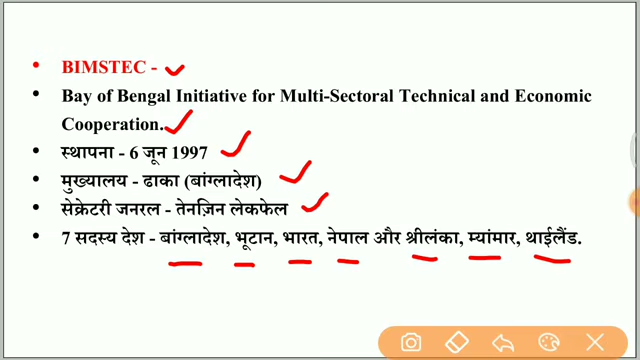 BIMSTEC -
Bay of Bengal Initiative for Multi-Sectoral Technical and Economic
Cooperation.
स्थापना - 6 जून 1997
मुख्यालय - ढाका (बांग्लादेश)
सेक्रेटरी जनरल - तेनज़िन लेकफेल
7 सदस्य देश - बांग्लादेश, भूटान, भारत, नेपाल और श्रीलंका, म्यांमार, थाईलैंड.